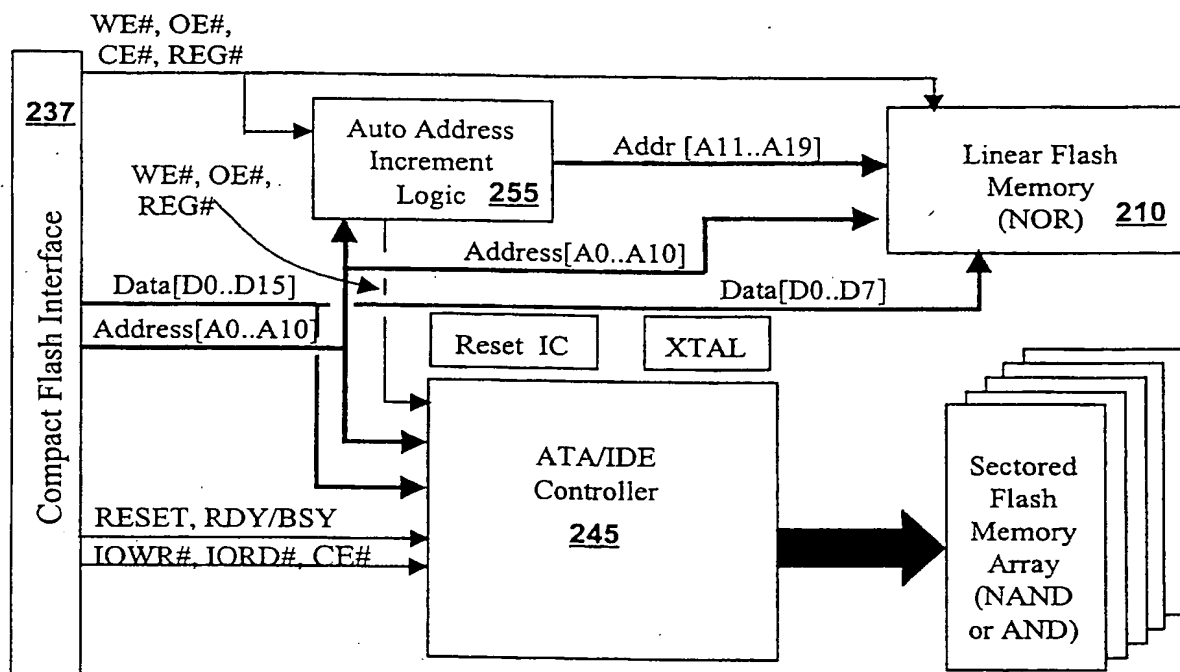 WE#, OE#,
CE#, REG#
237
Compact Flash Interface
Auto Address
Increment
Logic 255
Addr [A11..A19]
Linear Flash
Memory
(NOR) 210
WE#, OE#,
REG#
Address[A0..A10]
Data[D0..D15]
Data[D0..D7]
Address[A0..A10]
Reset IC
XTAL
ATA/IDE
Controller
245
Sectored
Flash
Memory
Array
(NAND
or AND)
RESET, RDY/BSY
IOWR#, IORD#, CE#